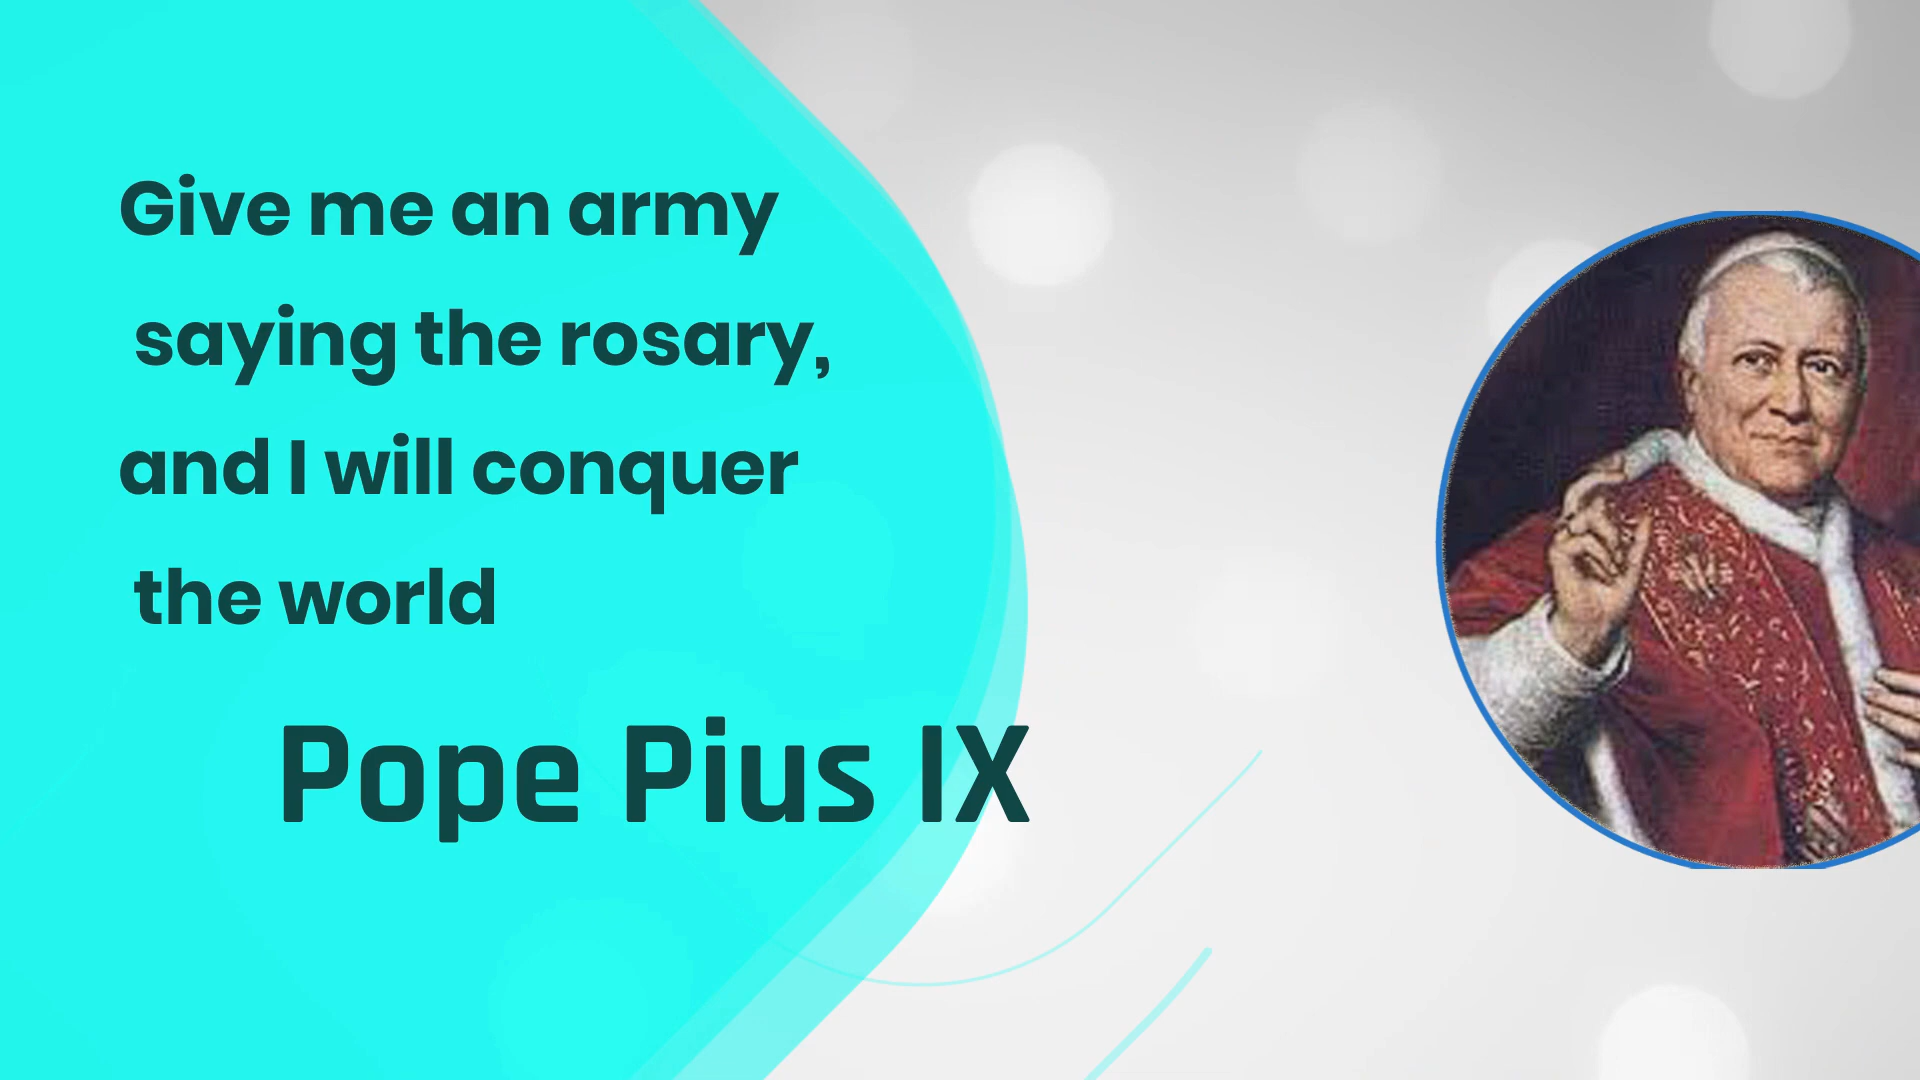 Give me an army
saying the rosary,
and I will conquer
the world
Pope Pius IX